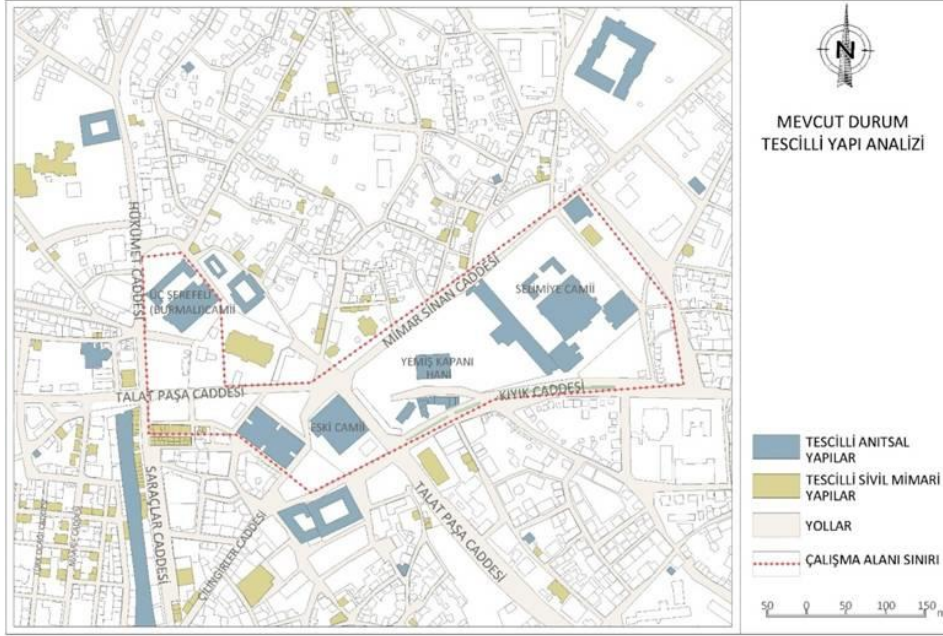 N
MEVCUT DURUM
TESCİLLİ YAPI ANALİZİ
HÜKÜMET CADDESİ
ÜÇ ŞEREFELİ
(BURMALI)CAMİİ
MİMAR SİNAN CADDESİ
SELİMİYE CAMİİ
YEMİŞ KAPANI
HANI
TALAT PAŞA CADDESİ
KIYIK CADDESİ
ESKİ CAMİİ
SARAÇLAR CADDESİ
ÇİLİNGİRLER CADDESİ
TALAT PAŞA CADDESİ
TESCİLLİ ANITSAL
YAPILAR
TESCİLLİ SİVİL MİMARİ
YAPILAR
YOLLAR
ÇALIŞMA ALANI SINIRI
50 0 50 100 150 m